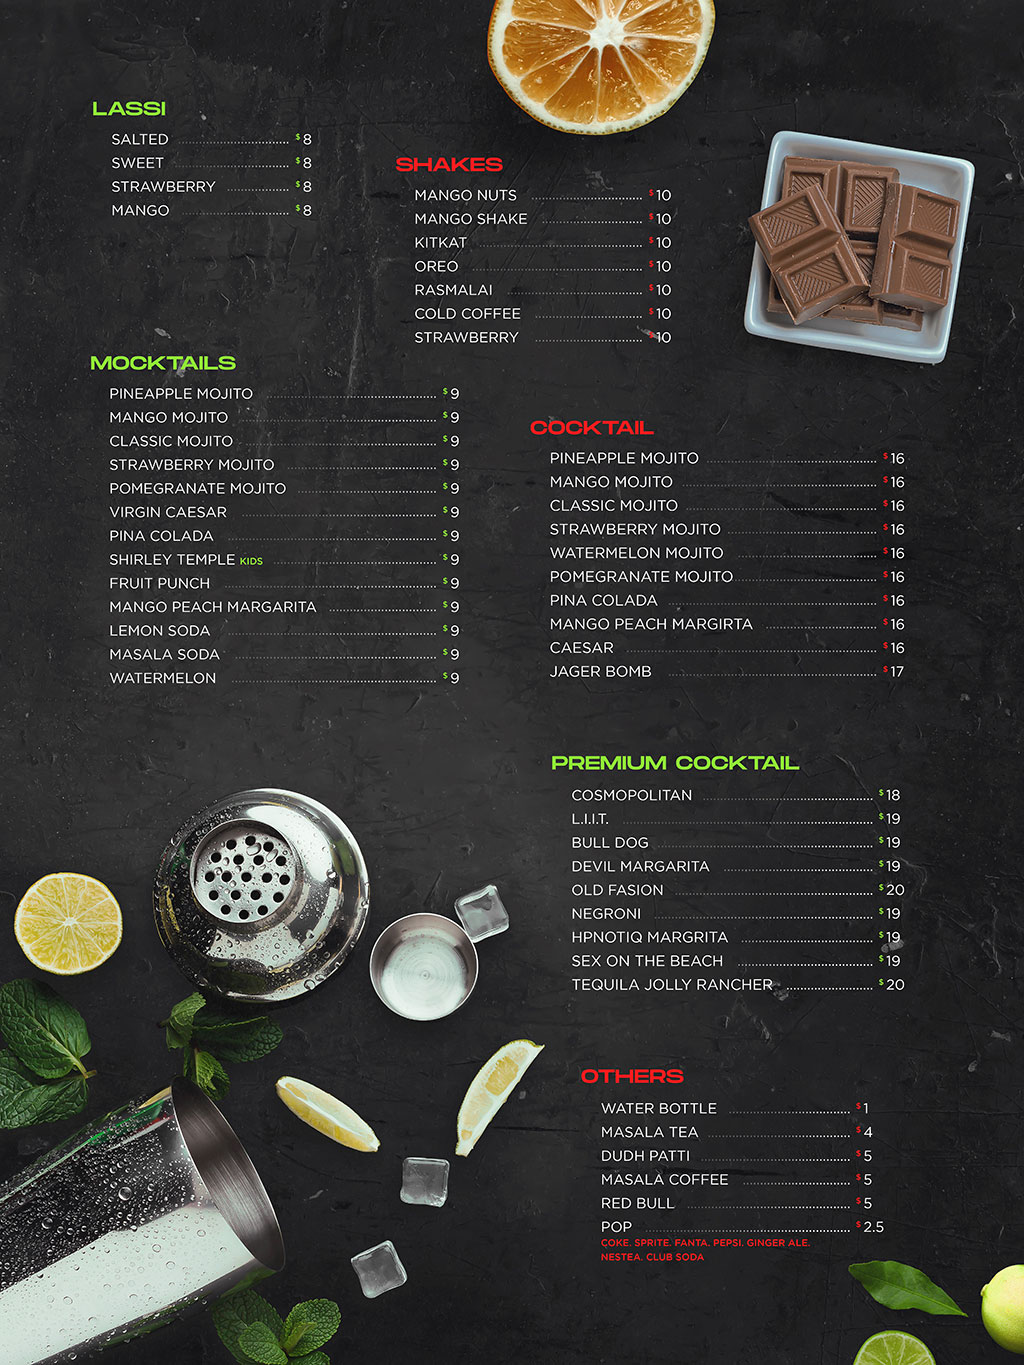 LASSI
SALTED $8
SWEET $8
STRAWBERRY $8
MANGO $8
SHAKES
MANGO NUTS $10
MANGO SHAKE $10
KITKAT $10
OREO $10
RASMALAI $10
COLD COFFEE $10
STRAWBERRY $10
MOCKTAILS
PINEAPPLE MOJITO $9
MANGO MOJITO $9
CLASSIC MOJITO $9
STRAWBERRY MOJITO $9
POMEGRANATE MOJITO $9
VIRGIN CAESAR $9
PINA COLADA $9
SHIRLEY TEMPLE KIDS $9
FRUIT PUNCH $9
MANGO PEACH MARGARITA $9
LEMON SODA $9
MASALA SODA $9
WATERMELON $9
COCKTAIL
PINEAPPLE MOJITO $16
MANGO MOJITO $16
CLASSIC MOJITO $16
STRAWBERRY MOJITO $16
WATERMELON MOJITO $16
POMEGRANATE MOJITO $16
PINA COLADA $16
MANGO PEACH MARGIRTA $16
CAESAR $16
JAGER BOMB $17
PREMIUM COCKTAIL
COSMOPOLITAN $18
L.I.I.T. $19
BULL DOG $19
DEVIL MARGARITA $19
OLD FASION $20
NEGRONI $19
HPNOTIQ MARGRITA $19
SEX ON THE BEACH $19
TEQUILA JOLLY RANCHER $20
OTHERS
WATER BOTTLE $1
MASALA TEA $4
DUDH PATTI $5
MASALA COFFEE $5
RED BULL $5
POP $2.5
COKE. SPRITE. FANTA. PEPSI. GINGER ALE.
NESTEA. CLUB SODA